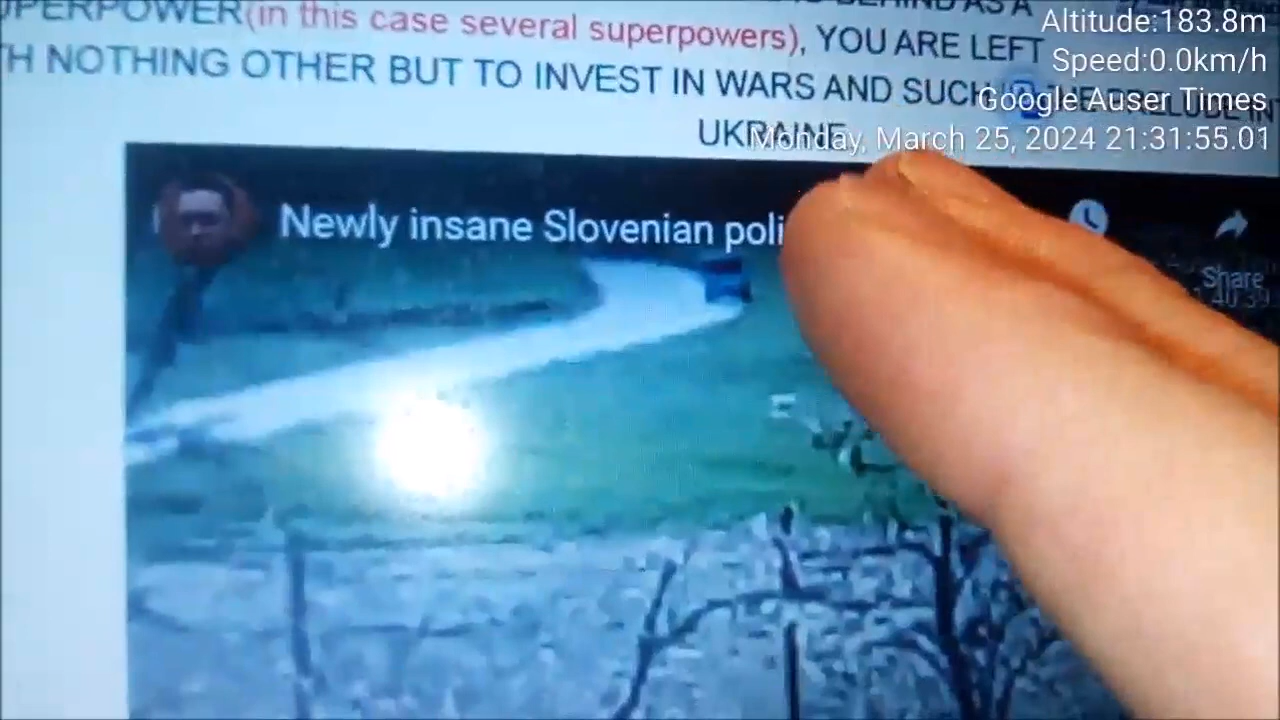 (in this case several superpowers), YOU ARE LEFT
NOTHING OTHER BUT TO INVEST IN WARS AND SUCH
UKRAINE
Altitude:183.8m
Speed:0.0km/h
Google Auser Times
Monday, March 25, 2024 21:31:55.01
Newly insane Slovenian
Share